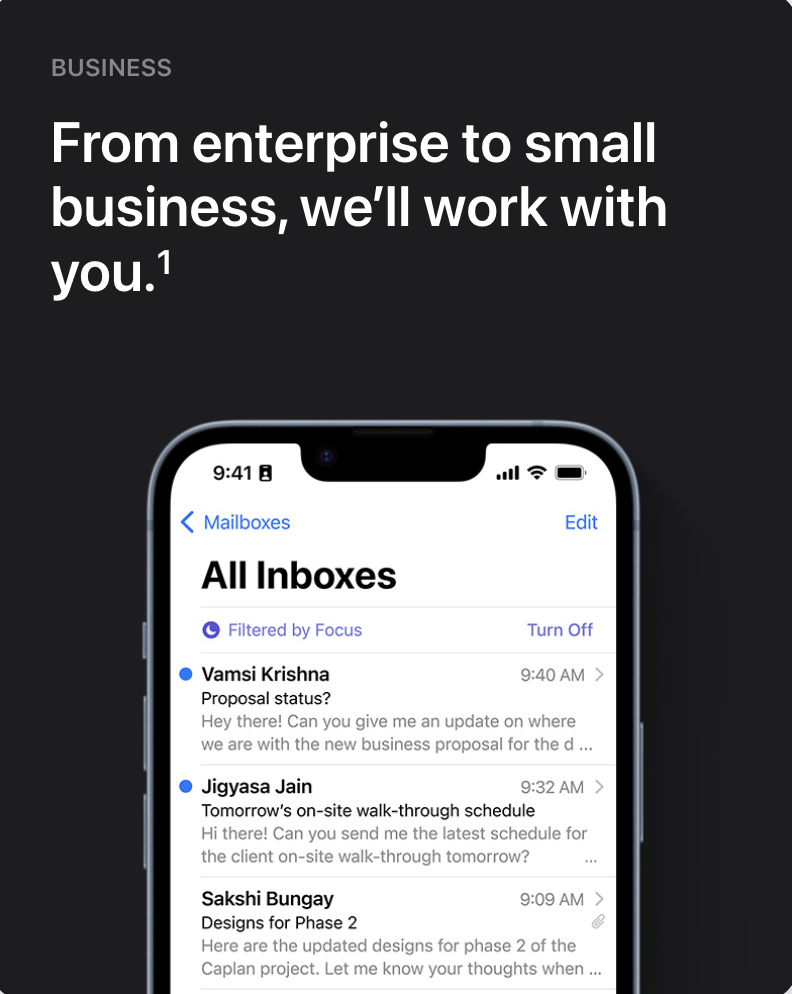 BUSINESS
From enterprise to small
business, we’ll work with
you.¹
9:41
Mailboxes
Edit
All Inboxes
Filtered by Focus
Turn Off
Vamsi Krishna
9:40 AM
Proposal status?
Hey there! Can you give me an update on where
we are with the new business proposal for the d ...
Jigyasa Jain
9:32 AM
Tomorrow’s on-site walk-through schedule
Hi there! Can you send me the latest schedule for
the client on-site walk-through tomorrow? ...
Sakshi Bungay
9:09 AM
Designs for Phase 2
Here are the updated designs for phase 2 of the
Caplan project. Let me know your thoughts when ...